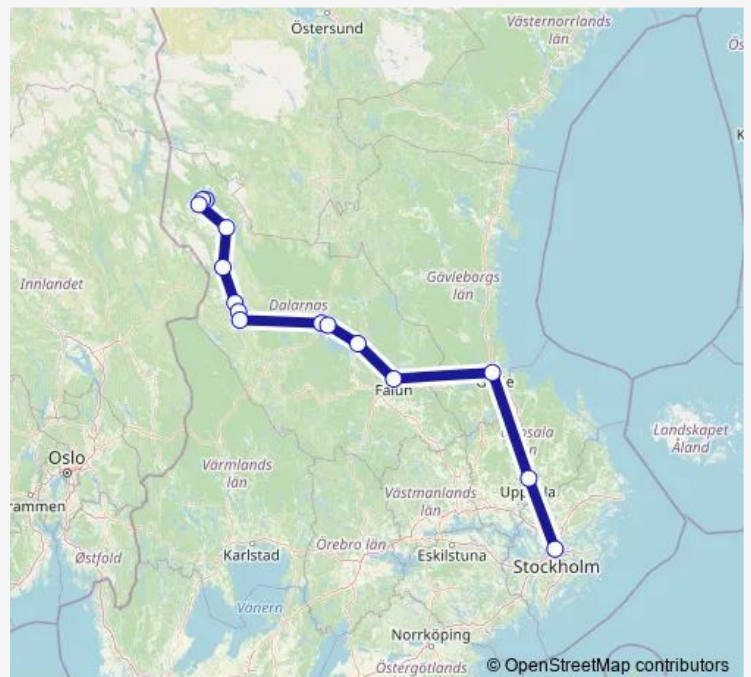 Östersund
Västernorrlands
län
Innlandet
Gävleborgs
län
Dalarnas
Falun
Landskapet
Åland
Oslo
Värmlands
län
Västmanlands
län
Örebro län
Karlstad
Eskilstuna
Østfold
Stockholm
Vänern
Norrköping
Östergötlands
© OpenStreetMap contributors